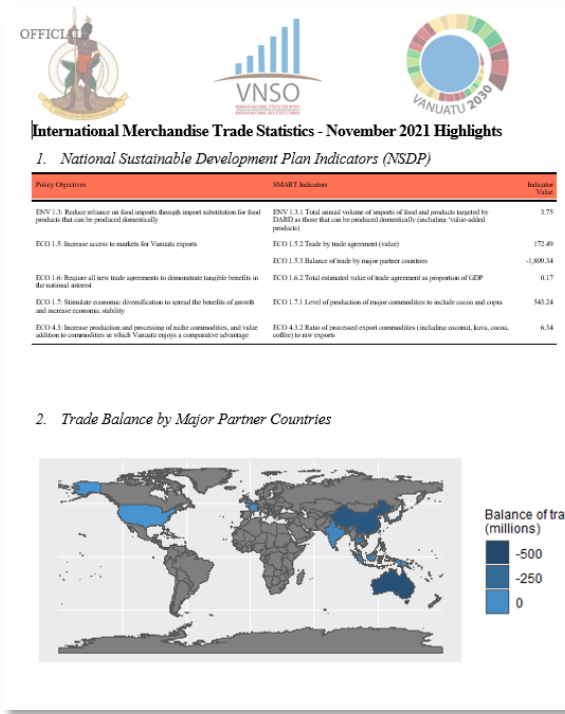 OFFICIAL
VNSO
VANUATU 2030
International Merchandise Trade Statistics - November 2021 Highlights
1. National Sustainable Development Plan Indicators (NSDP)
Policy Objectives SMART Indicators Indicator
Value
ENV 1.3: Reduce reliance on food imports through import substitution for food ENV 1.3.1 Total annual volume of imports of food and products targeted by 3.75
products that can be produced domestically DARD as those that can be produced domestically (including 'value-added
products)
ECO 1.5: Increase access to markets for Vanuatu exports ECO 1.5.2 Trade by trade agreement (value) 172.49
ECO 1.5.3 Balance of trade by major partner countries -1,809.34
ECO 1.6: Require all new trade agreements to demonstrate tangible benefits in ECO 1.6.2 Total estimated value of trade agreement as proportion of GDP 0.17
the national interest
ECO 1.7: Stimulate economic diversification to spread the benefits of growth ECO 1.7.1 Level of production of major commodities to include cocoa and copra 543.24
and increase economic stability
ECO 4.3: Increase production and processing of niche commodities, and value ECO 4.3.2 Ratio of processed export commodities (including coconut, kava, cocoa, 6.34
addition to commodities in which Vanuatu enjoys a comparative advantage coffee) to raw exports
2. Trade Balance by Major Partner Countries
Balance of tra
(millions)
-500
-250
0